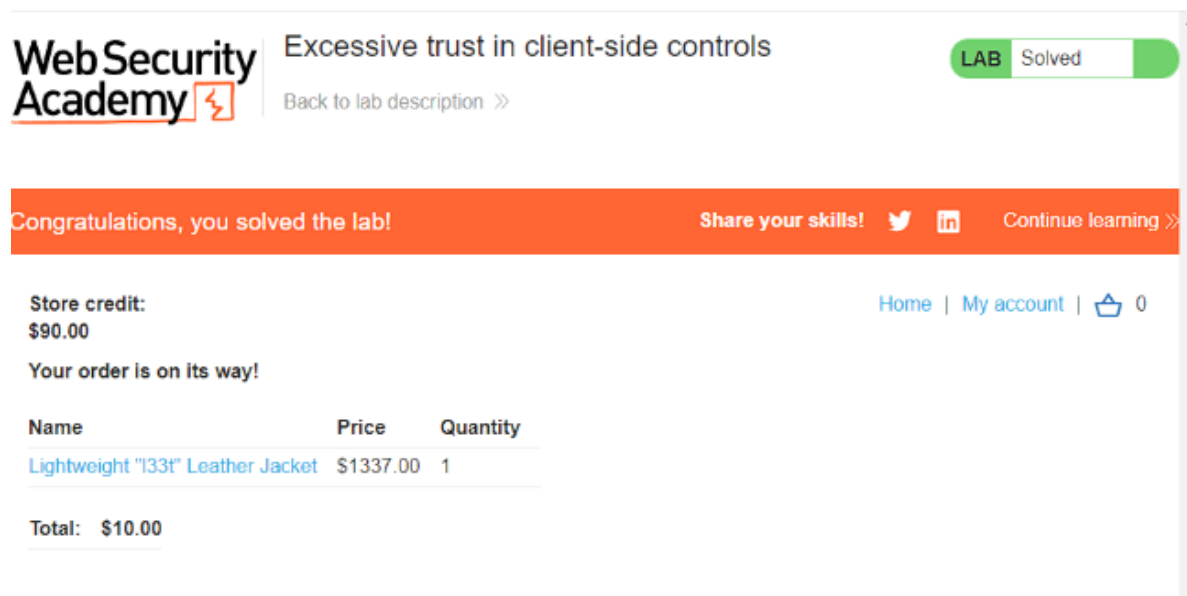 Web Security
Academy
Excessive trust in client-side controls
Back to lab description >>
LAB Solved
Congratulations, you solved the lab!
Share your skills!
Continue learning >>
Store credit:
$90.00
Home | My account | 0
Your order is on its way!
Name Price Quantity
Lightweight "l33t" Leather Jacket $1337.00 1
Total: $10.00